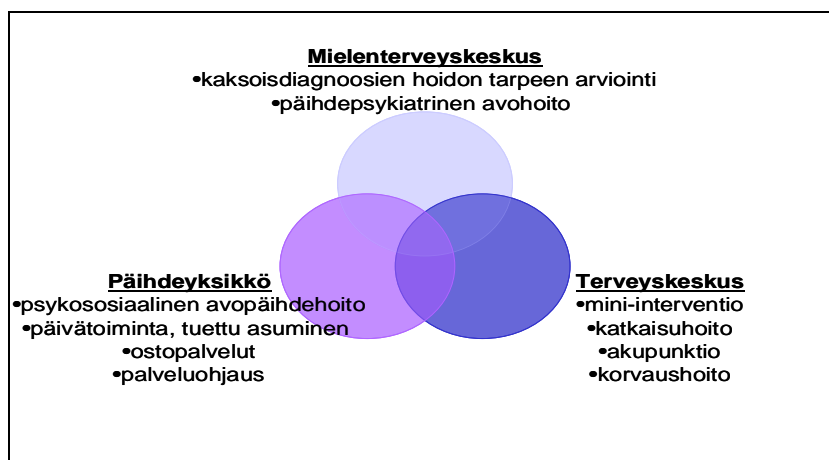 Mielenterveyskeskus
•kaksoisdiagnoosien hoidon tarpeen arviointi
•päihdepsykiatrinen avohoito
Päihdeyksikkö
•psykososiaalinen avopäihdehoito
•päivätoiminta, tuettu asuminen
•ostopalvelut
•palveluohjaus
Terveyskeskus
•mini-interventio
•katkaisuhoito
•akupunktio
•korvaushoito